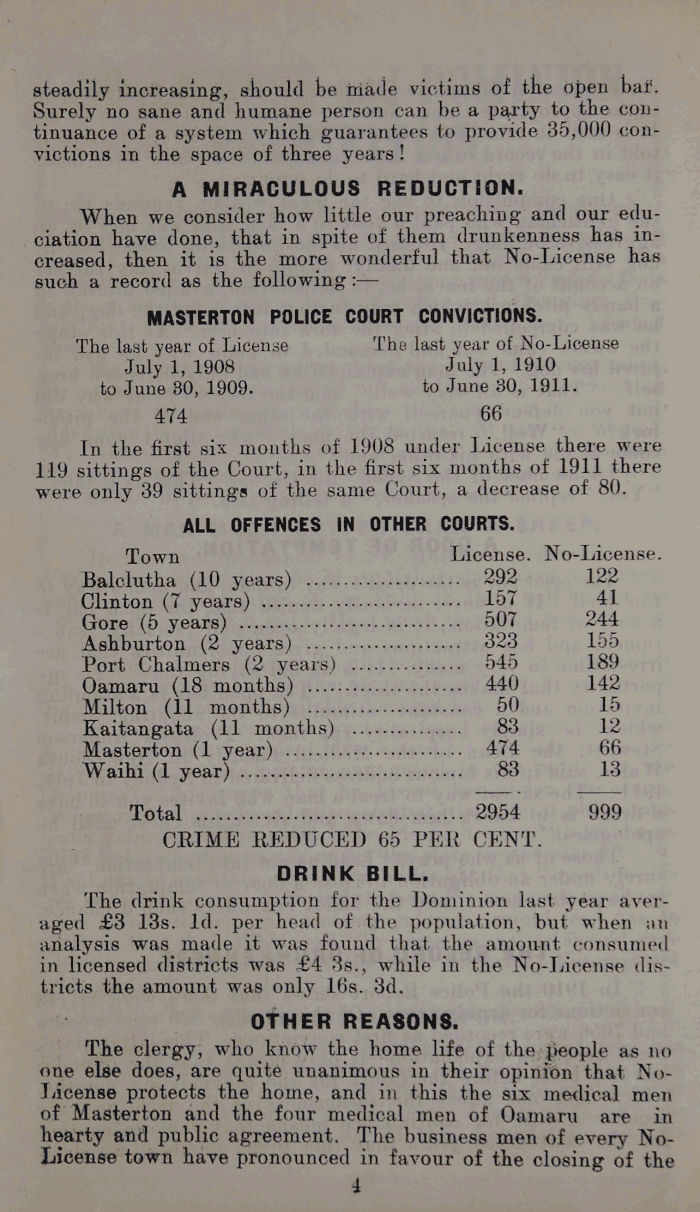 steadily increasing, should be made victims of the open bar.
Surely no sane and humane person can be a party to the con-
tinuance of a system which guarantees to provide 35,000 con-
victions in the space of three years!
A MIRACULOUS REDUCTION.
When we consider how little our preaching and our edu-
ciation have done, that in spite of them drunkenness has in-
creased, then it is the more wonderful that No-License has
such a record as the following:—
MASTERTON POLICE COURT CONVICTIONS.
The last year of License The last year of No-License
July 1, 1908 July 1, 1910
to June 30, 1909. to June 30, 1911.
474 66
In the first six months of 1908 under License there were
119 sittings of the Court, in the first six months of 1911 there
were only 39 sittings of the same Court, a decrease of 80.
ALL OFFENCES IN OTHER COURTS.
Town License. No-License.
Balclutha (10 years) ..................... 292 122
Clinton (7 years) ........................... 157 41
Gore (5 years) .............................. 507 244
Ashburton (2 years) ..................... 323 155
Port Chalmers (2 years) ............... 545 189
Oamaru (18 months) ..................... 440 142
Milton (11 months) ....................... 50 15
Kaitangata (11 months) ............... 83 12
Masterton (1 year) ........................ 474 66
Waihi (1 year) .............................. 83 13
Total .................................... 2954 999
CRIME REDUCED 65 PER CENT.
DRINK BILL.
The drink consumption for the Dominion last year aver-
aged £3 13s. 1d. per head of the population, but when an
analysis was made it was found that the amount consumed
in licensed districts was £4 3s., while in the No-License dis-
tricts the amount was only 16s. 3d.
OTHER REASONS.
The clergy, who know the home life of the people as no
one else does, are quite unanimous in their opinion that No-
License protects the home, and in this the six medical men
of Masterton and the four medical men of Oamaru are in
hearty and public agreement. The business men of every No-
License town have pronounced in favour of the closing of the
4